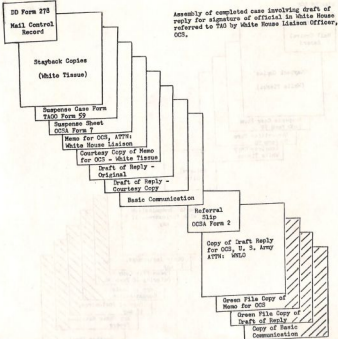 DD Form 278
Mail Control
Record
Assembly of completed case involving draft of
reply for signature of official in White House
referred to TAG by White House Liaison Officer,
OCS.
Stayback Copies
(White Tissue)
Suspense Case Form
TAGO Form 59
Suspense Sheet
OCSA Form 7
Memo for OCS, ATTN:
White House Liaison
Courtesy Copy of Memo
for OCS - White Tissue
Draft of Reply -
Original
Draft of Reply -
Courtesy Copy
Basic Communication
Referral
Slip
OCSA Form 2
Copy of Draft Reply
for OCS, U. S. Army
ATTN: WHLO
Green File Copy of
Memo for OCS
Green File Copy of
Draft of Reply
Copy of Basic
Communication